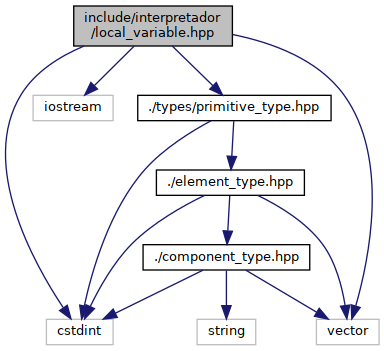 include/interpretador
/local_variable.hpp
iostream
./types/primitive_type.hpp
./element_type.hpp
./component_type.hpp
cstdint
string
vector